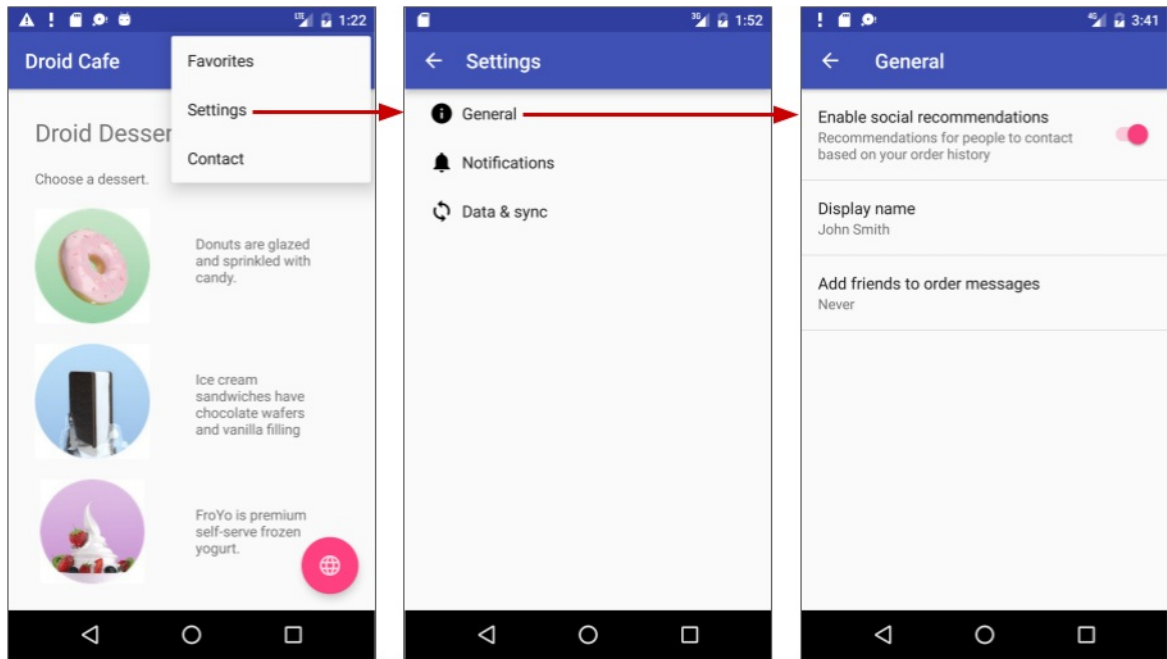 LTE 1:22
Droid Cafe
Favorites
Settings
Contact
Droid Desser
Choose a dessert.
Donuts are glazed
and sprinkled with
candy.
Ice cream
sandwiches have
chocolate wafers
and vanilla filling
FroYo is premium
self-serve frozen
yogurt.
3G 1:52
Settings
General
Notifications
Data & sync
4G 3:41
General
Enable social recommendations
Recommendations for people to contact
based on your order history
Display name
John Smith
Add friends to order messages
Never